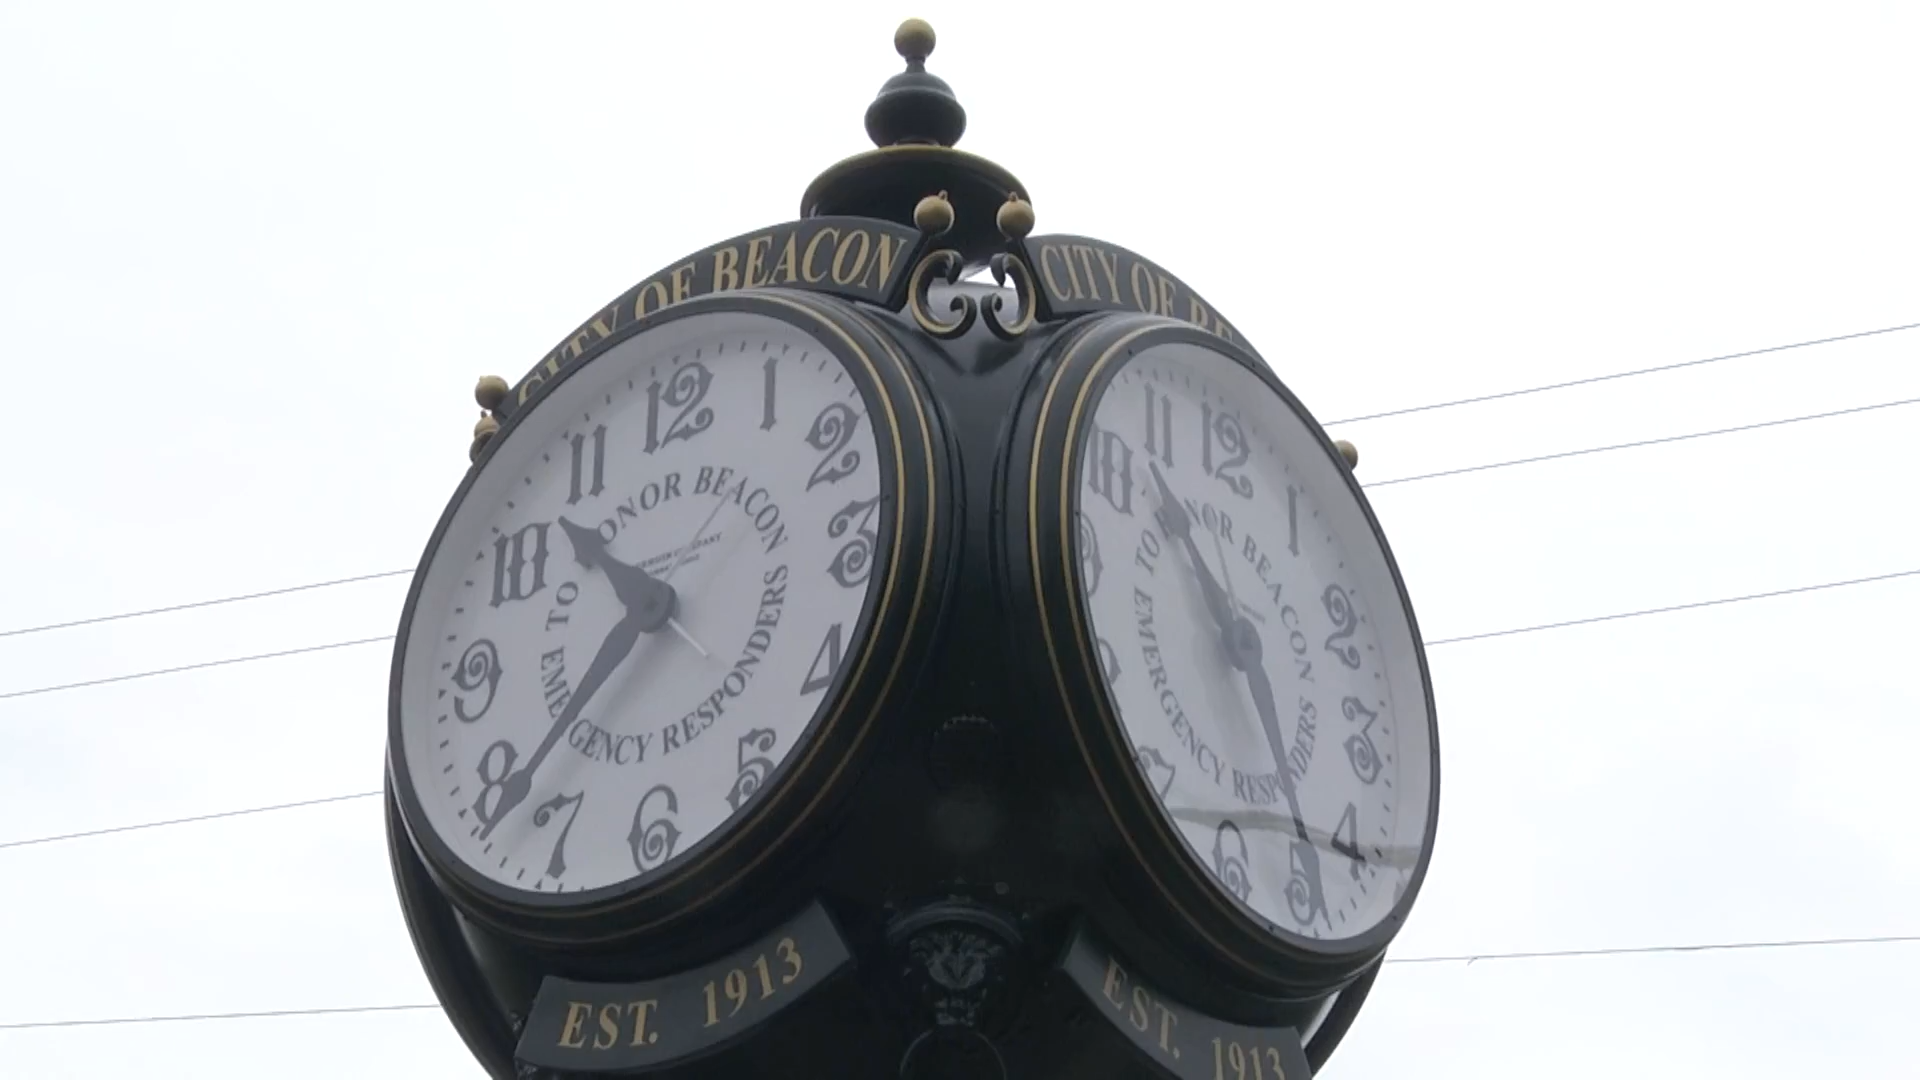 CITY OF BEACON
12
1
2
3
4
5
6
7
8
9
10
11
HONOR BEACON
TO EMERGENCY RESPONDERS
EST. 1913
CITY OF BE
11
12
1
2
3
4
5
6
7
10
TO
NOR BEACON
EMERGENCY RESPONDERS
EST. 1913